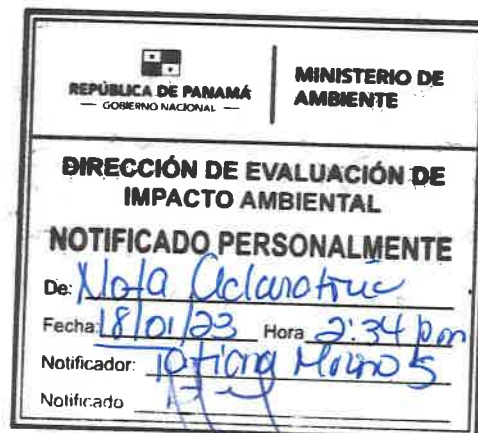 REPÚBLICA DE PANAMÁ
— GOBIERNO NACIONAL —
MINISTERIO DE
AMBIENTE
DIRECCIÓN DE EVALUACIÓN DE
IMPACTO AMBIENTAL
NOTIFICADO PERSONALMENTE
De: Nota
Fecha: 18/01/23 Hora 2:34 pm
Notificador:
Notificado